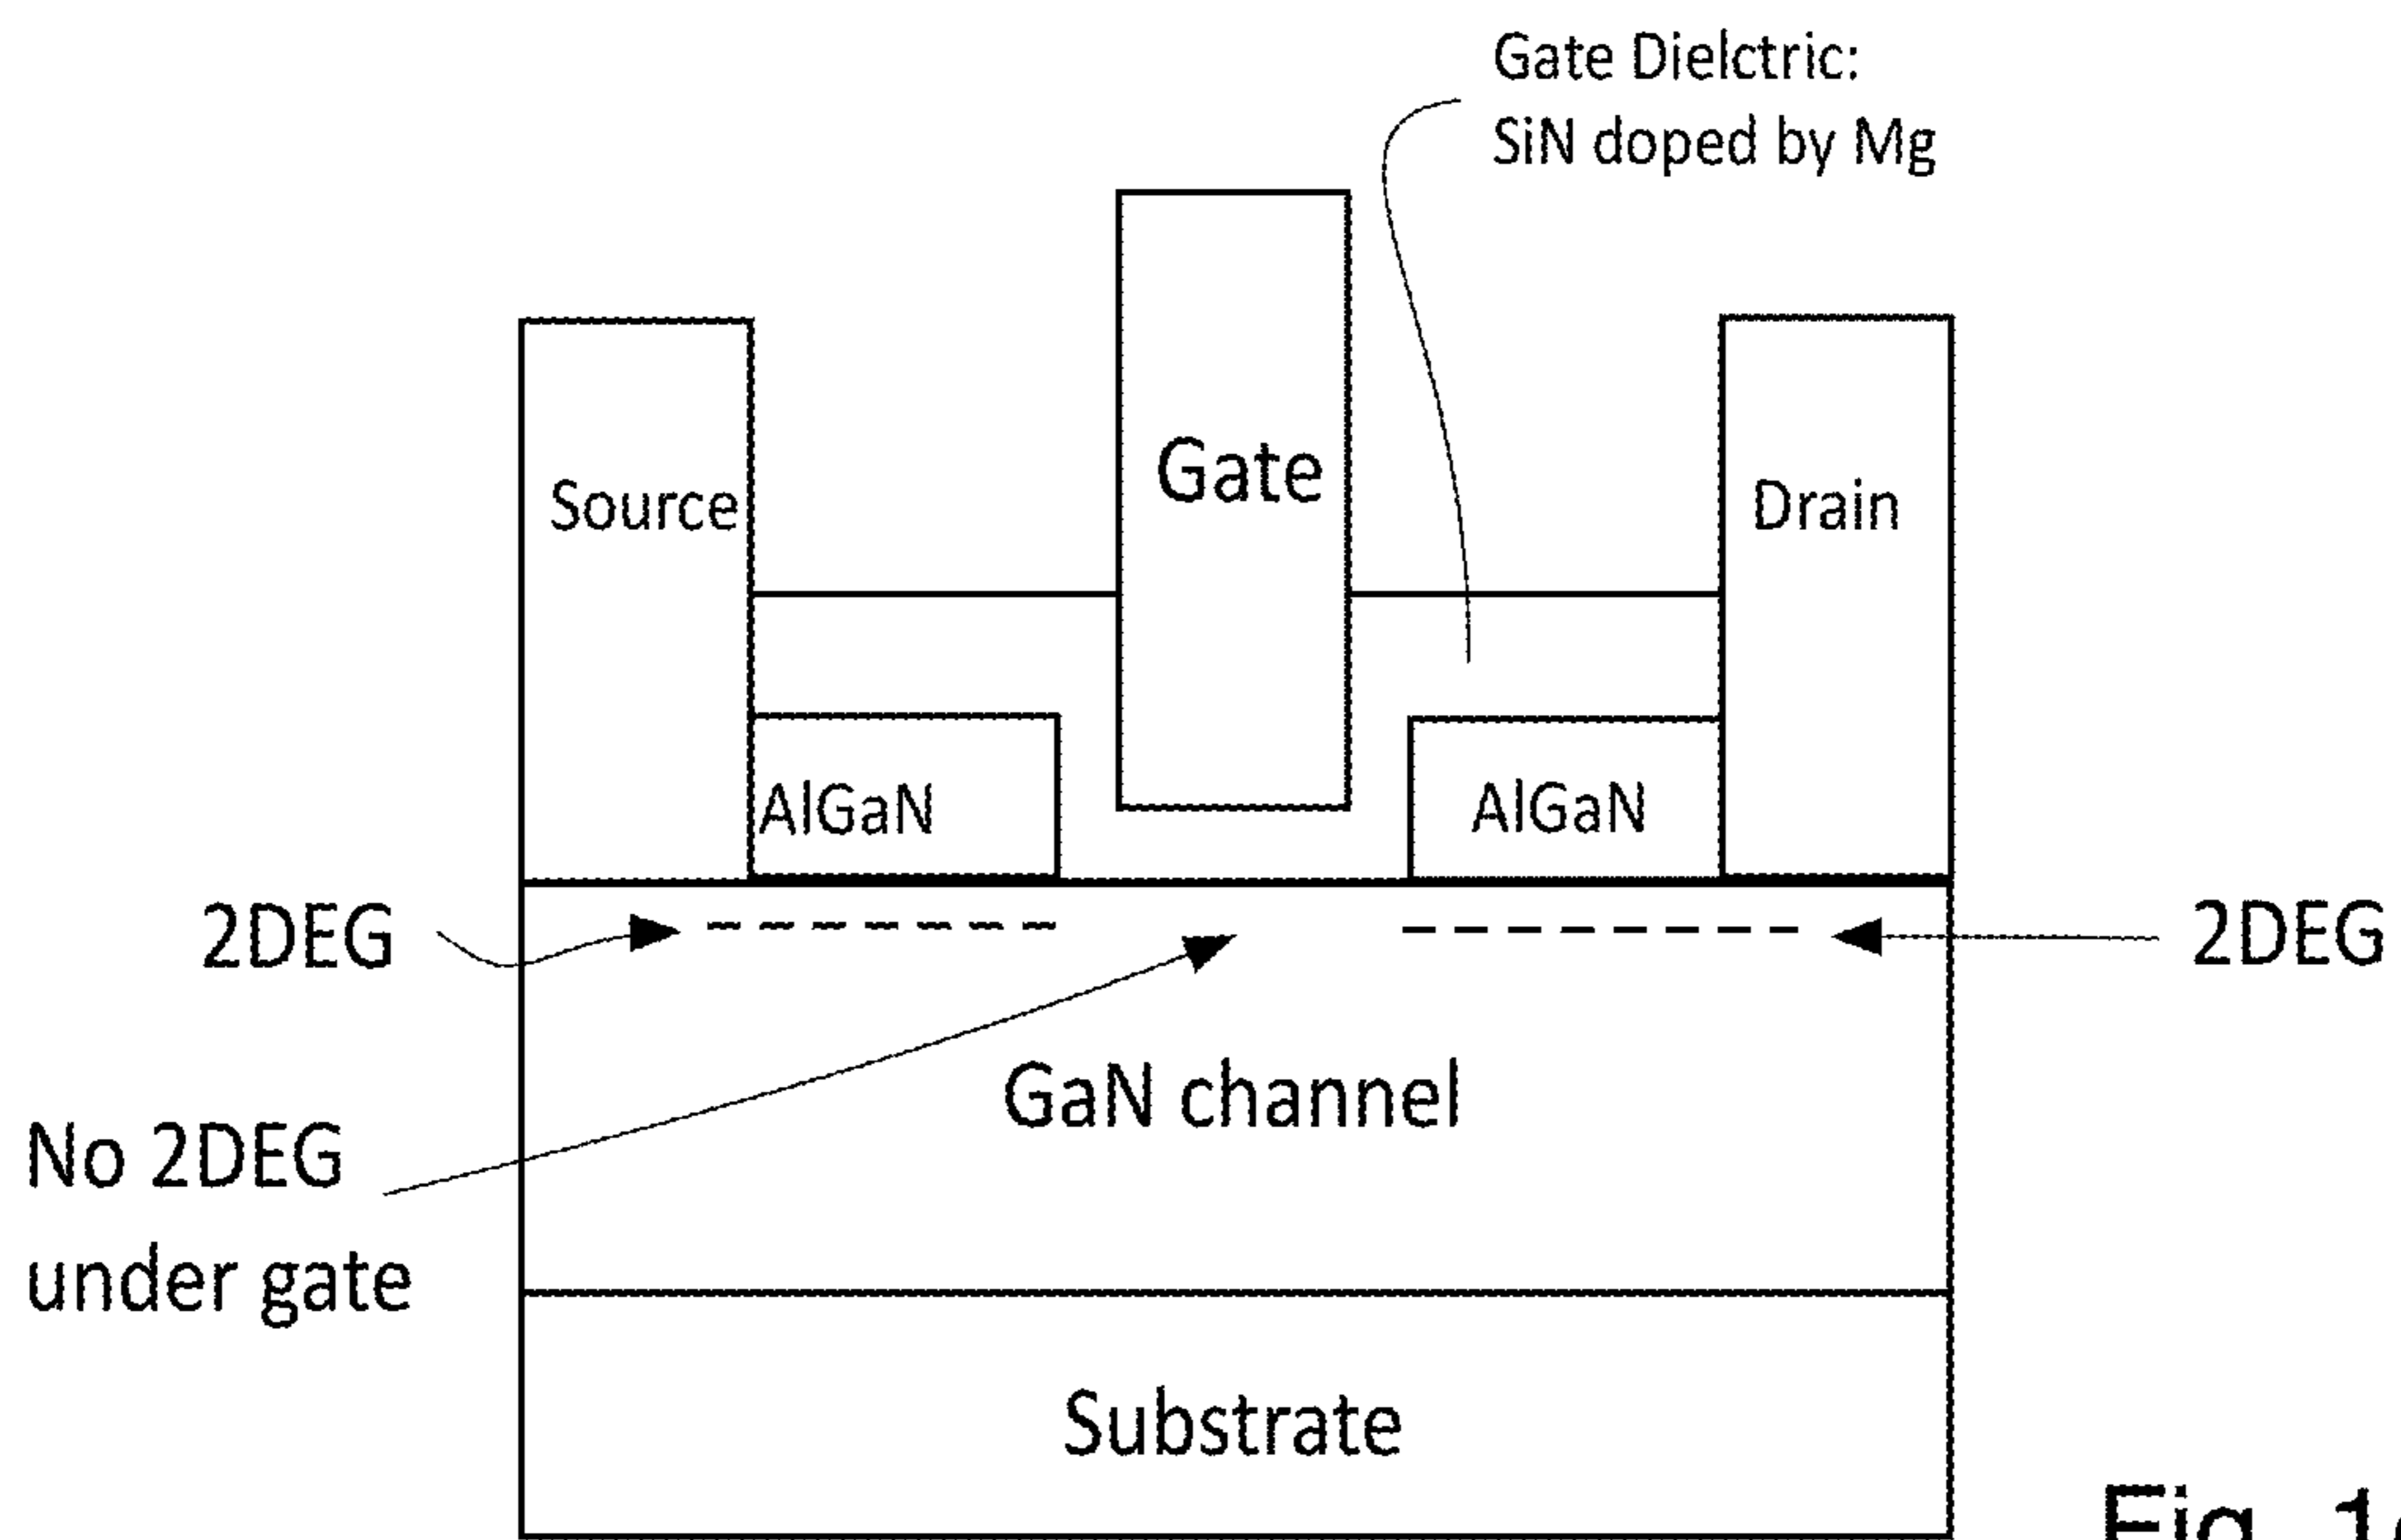 Gate Dielctric:
SiN doped by Mg
Gate
Source
Drain
AlGaN
AlGaN
2DEG
2DEG
GaN channel
No 2DEG
under gate
Substrate
Fig.